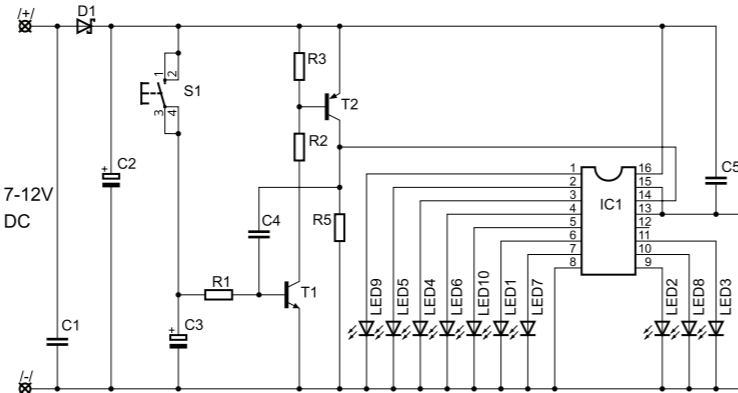 /+/
D1
R3
1
2
S1
3
4
T2
C2
R2
7-12V
DC
1
2
3
4
5
6
7
8
IC1
16
15
14
13
12
11
10
9
C5
C4
R5
R1
T1
C1
C3
LED9
LED5
LED4
LED6
LED10
LED1
LED7
LED2
LED8
LED3
/-/
+
+